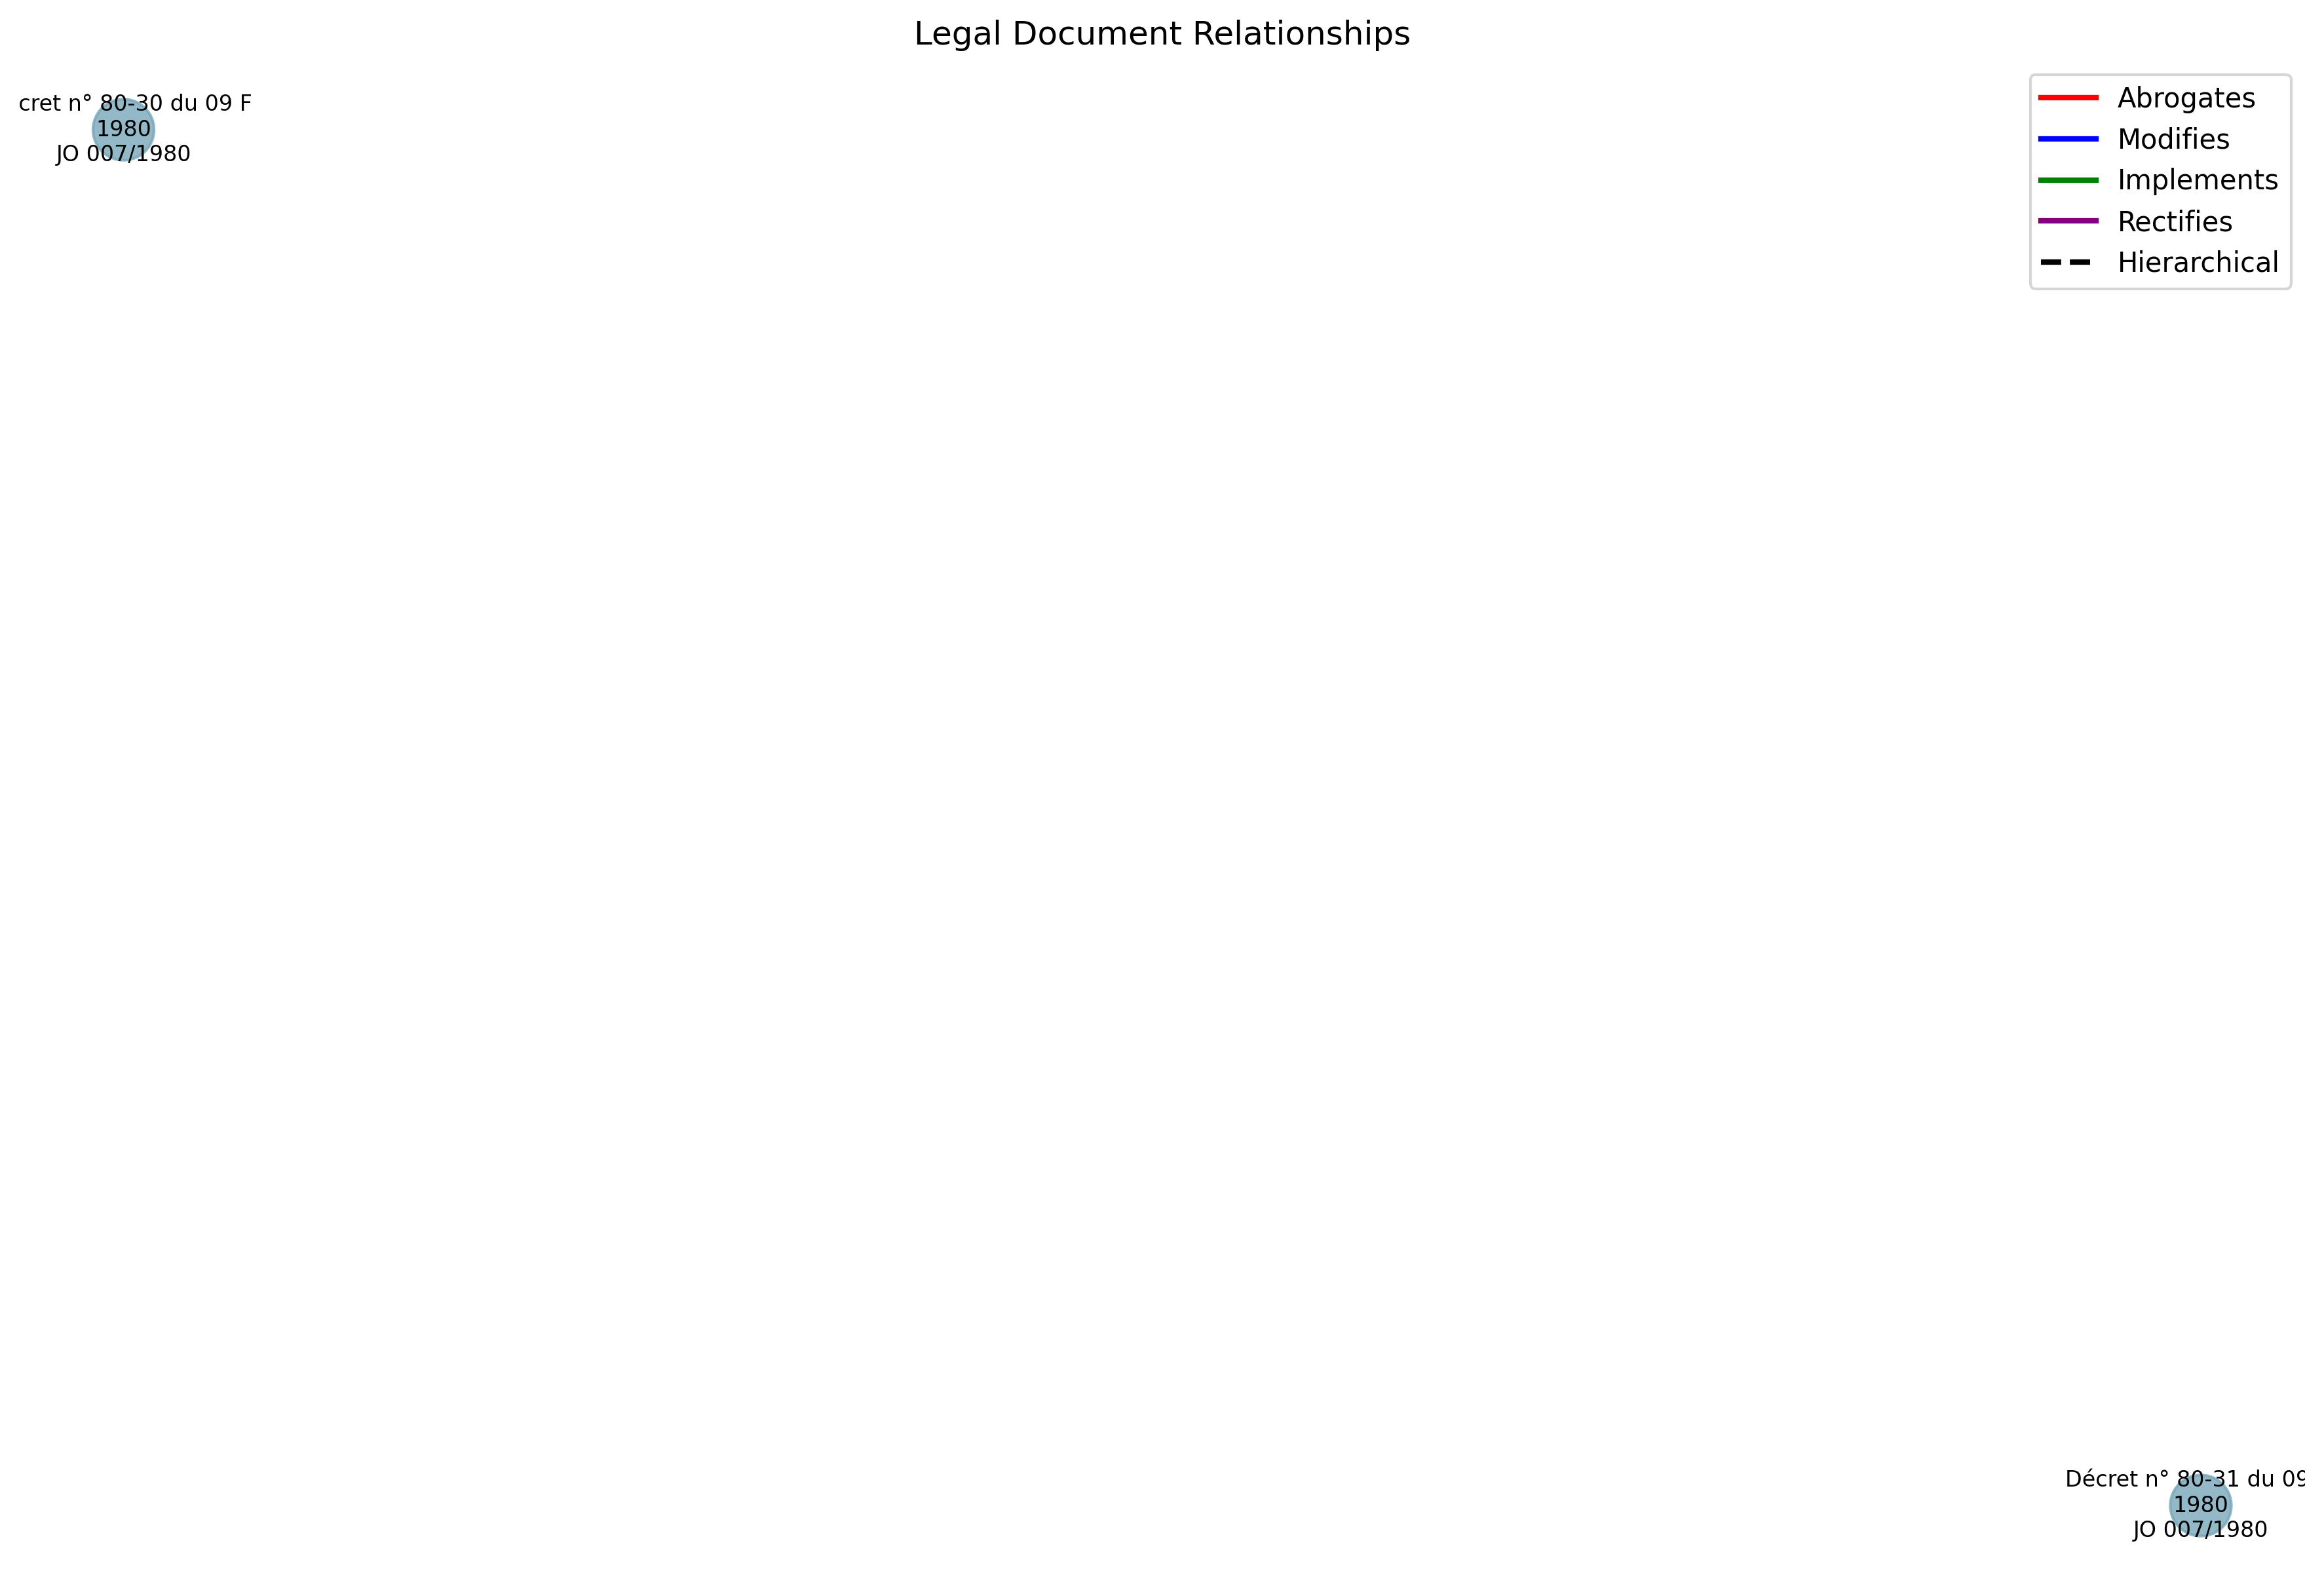 Legal Document Relationships
cret n° 80-30 du 09 F
1980
JO 007/1980
Abrogates
Modifies
Implements
Rectifies
Hierarchical
Décret n° 80-31 du 09
1980
JO 007/1980